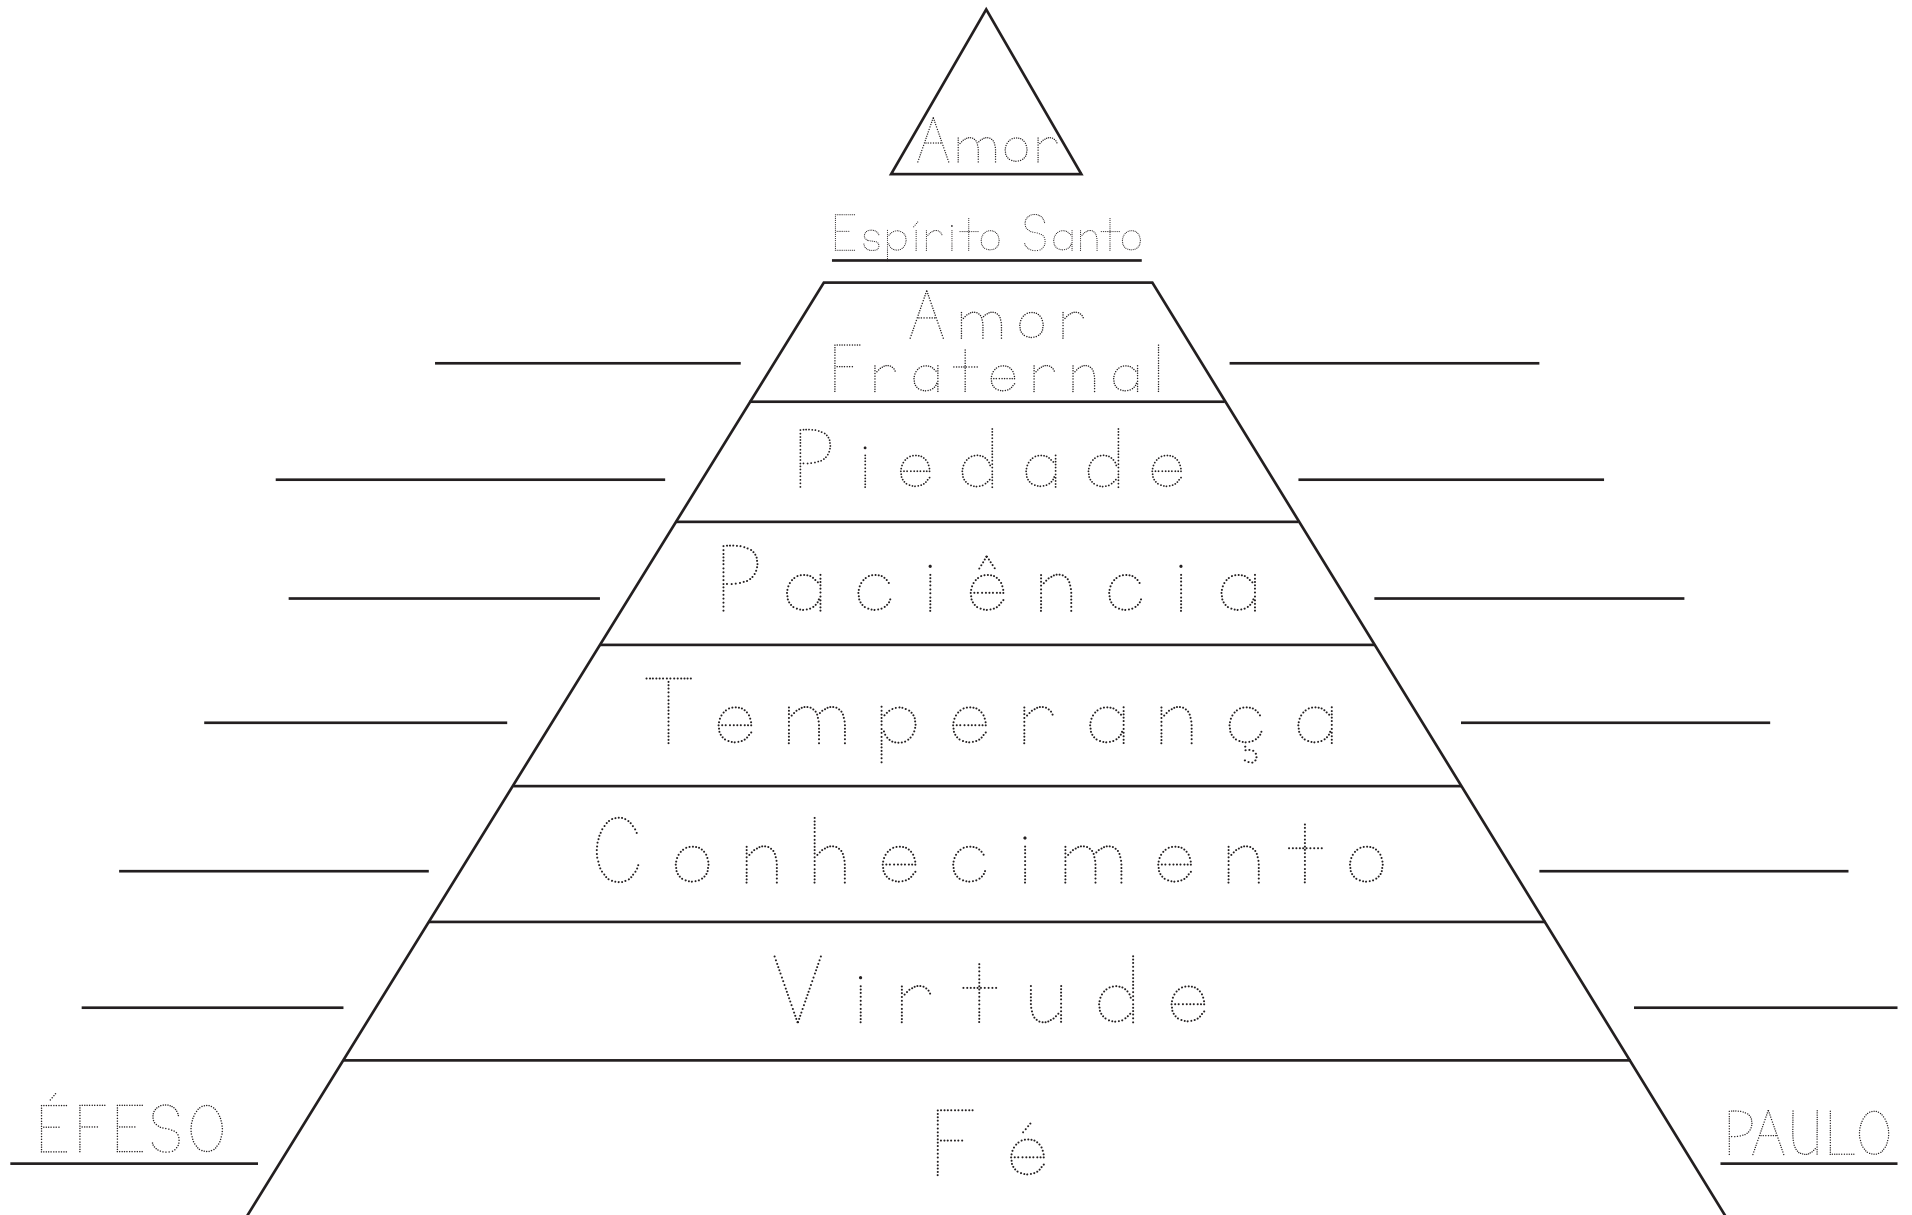 Amor
Espírito Santo
Amor
Fraternal
Piedade
Paciência
Temperança
Conhecimento
Virtude
ÉFESO
Fé
PAULO